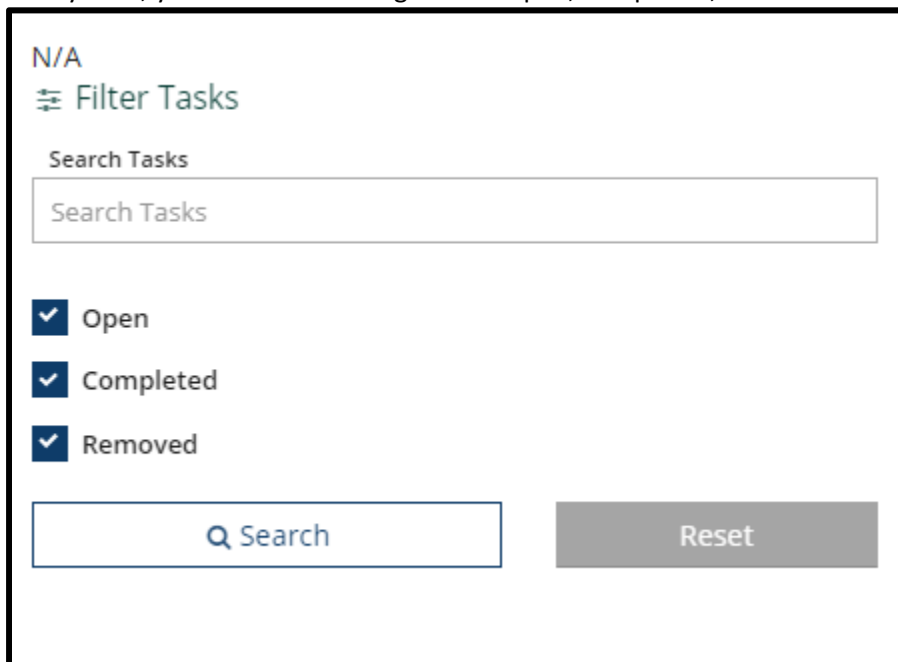 N/A
Filter Tasks
Search Tasks
Search Tasks
Open
Completed
Removed
Search
Reset